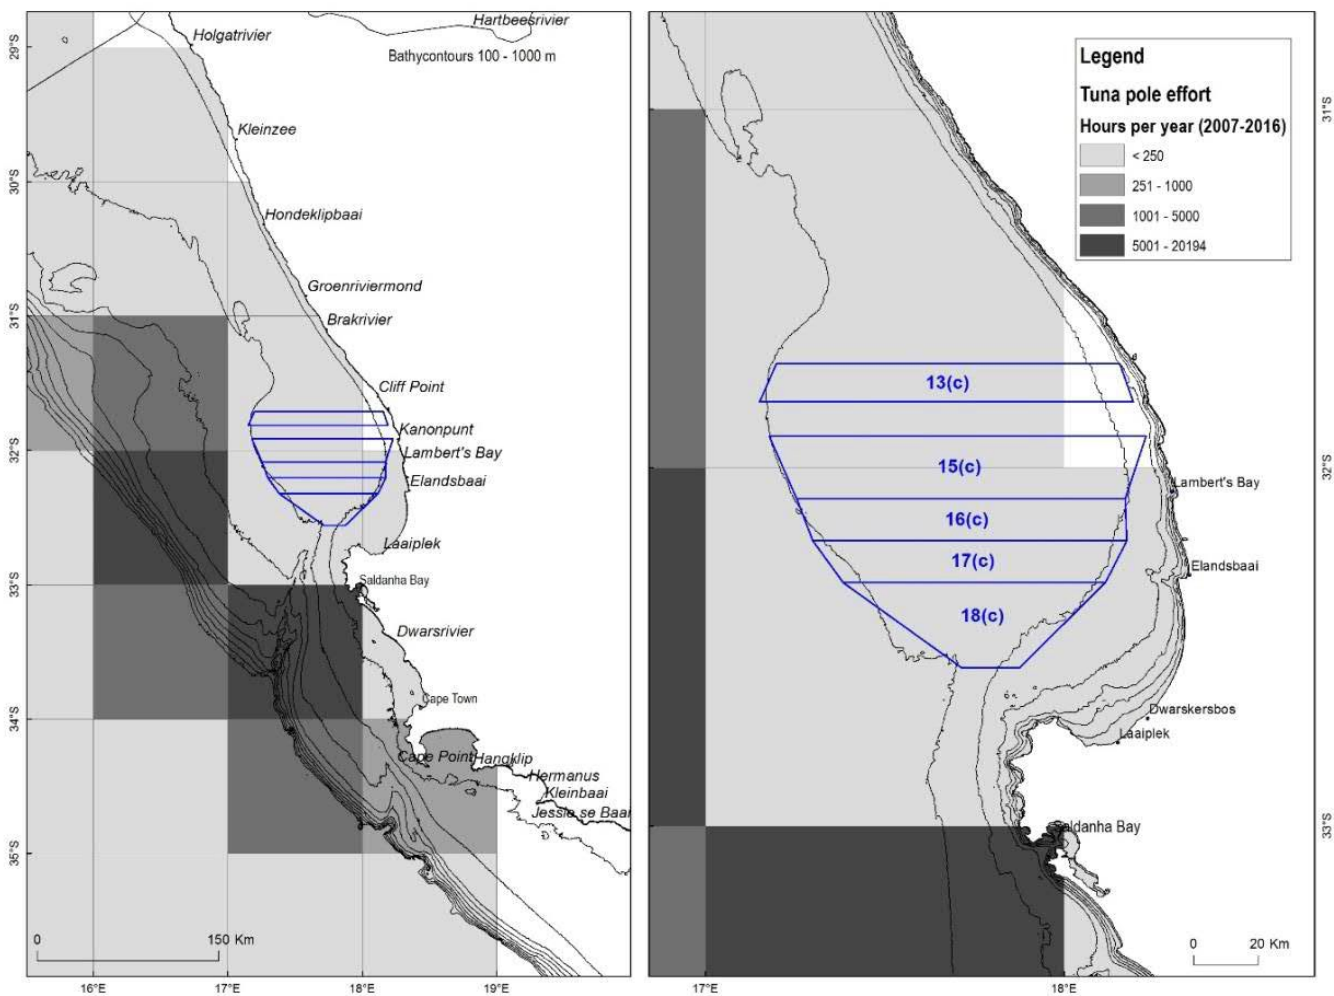 Hartbeesrivier
Holgatrivier
Bathycontours 100 - 1000 m
Kleinzee
Hondeklipbaai
Groenriviermond
Brakrivier
Cliff Point
Kanonpunt
Lambert's Bay
Elandsbaai
Laaiplek
Saldanha Bay
Dwarsrivier
Cape Town
Cape Point
Hangklip
Hermanus
Kleinbaai
Jessie se Baai
29°S
30°S
31°S
32°S
33°S
34°S
35°S
0 150 Km
16°E 17°E 18°E 19°E
Legend
Tuna pole effort
Hours per year (2007-2016)
< 250
251 - 1000
1001 - 5000
5001 - 20194
13(c)
15(c)
16(c)
17(c)
18(c)
Lambert's Bay
Elandsbaai
Dwarskersbos
Laaiplek
Saldanha Bay
31°S
32°S
33°S
0 20 Km
17°E 18°E